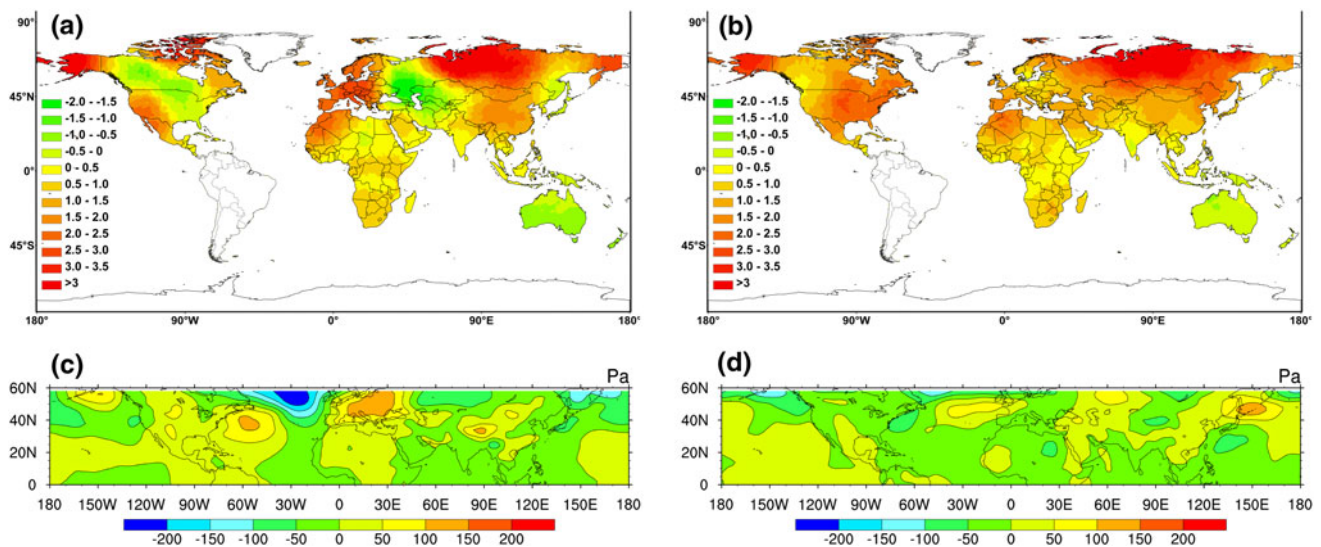 (a)
90°
45°N
0°
45°S
-2.0 - -1.5
-1.5 - -1.0
-1.0 - -0.5
-0.5 - 0
0 - 0.5
0.5 - 1.0
1.0 - 1.5
1.5 - 2.0
2.0 - 2.5
2.5 - 3.0
3.0 - 3.5
>3
180° 90°W 0° 90°E 180°
(b)
90°
45°N
0°
45°S
-2.0 - -1.5
-1.5 - -1.0
-1.0 - -0.5
-0.5 - 0
0 - 0.5
0.5 - 1.0
1.0 - 1.5
1.5 - 2.0
2.0 - 2.5
2.5 - 3.0
3.0 - 3.5
>3
180° 90°W 0° 90°E 180°
(c) Pa
60N
40N
20N
0
180 150W 120W 90W 60W 30W 0 30E 60E 90E 120E 150E 180
-200 -150 -100 -50 0 50 100 150 200
(d) Pa
60N
40N
20N
0
180 150W 120W 90W 60W 30W 0 30E 60E 90E 120E 150E 180
-200 -150 -100 -50 0 50 100 150 200